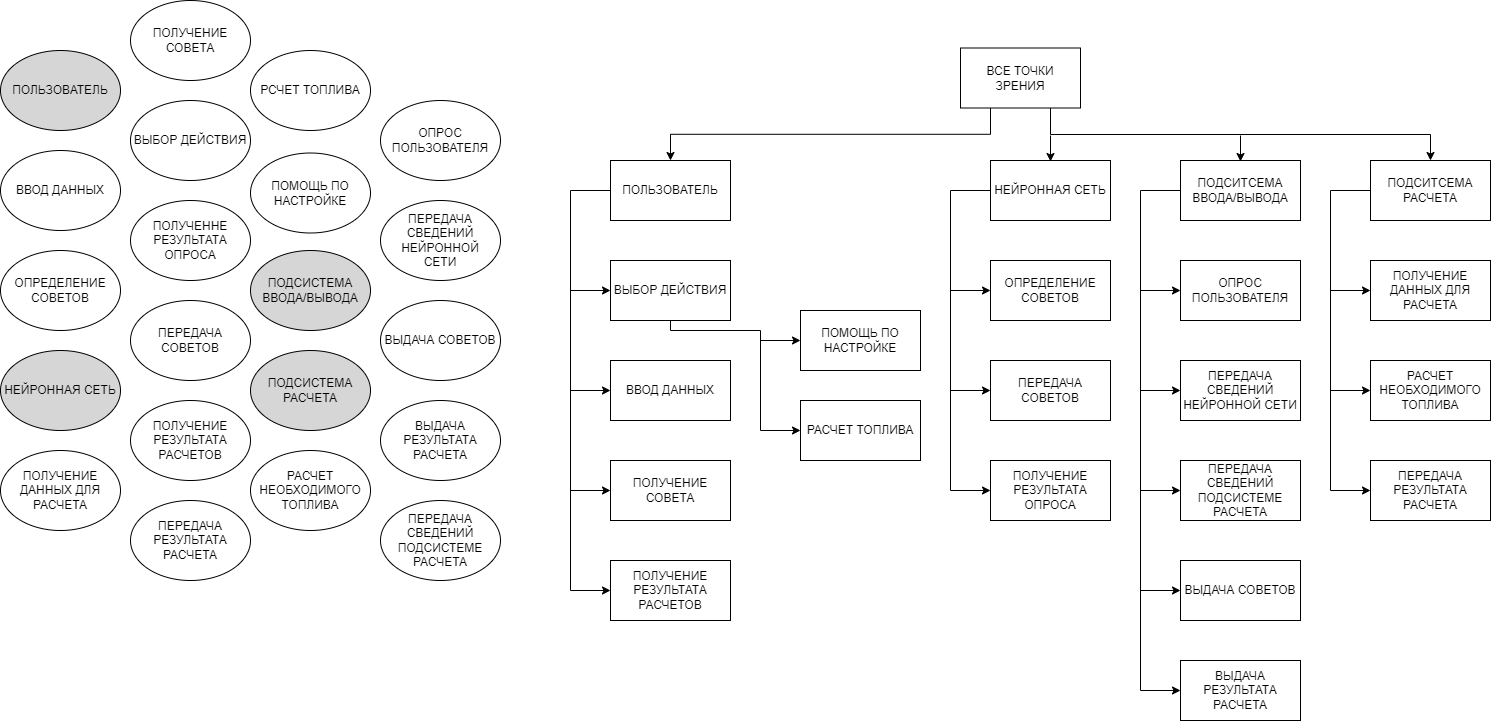 ПОЛУЧЕНИЕ
СОВЕТА
ПОЛЬЗОВАТЕЛЬ
РСЧЕТ ТОПЛИВА
ВЫБОР ДЕЙСТВИЯ
ОПРОС
ПОЛЬЗОВАТЕЛЯ
ВВОД ДАННЫХ
ПОМОЩЬ ПО
НАСТРОЙКЕ
ПОЛУЧЕННЕ
РЕЗУЛЬТАТА
ОПРОСА
ПЕРЕДАЧА
СВЕДЕНИЙ
НЕЙРОННОЙ
СЕТИ
ОПРЕДЕЛЕНИЕ
СОВЕТОВ
ПОДСИСТЕМА
ВВОДА/ВЫВОДА
ПЕРЕДАЧА
СОВЕТОВ
ВЫДАЧА СОВЕТОВ
НЕЙРОННАЯ СЕТЬ
ПОДСИСТЕМА
РАСЧЕТА
ПОЛУЧЕНИЕ
РЕЗУЛЬТАТА
РАСЧЕТОВ
ВЫДАЧА
РЕЗУЛЬТАТА
РАСЧЕТА
ПОЛУЧЕНИЕ
ДАННЫХ ДЛЯ
РАСЧЕТА
РАСЧЕТ
НЕОБХОДИМОГО
ТОПЛИВА
ПЕРЕДАЧА
РЕЗУЛЬТАТА
РАСЧЕТА
ПЕРЕДАЧА
СВЕДЕНИЙ
ПОДСИСТЕМЕ
РАСЧЕТА
ВСЕ ТОЧКИ
ЗРЕНИЯ
ПОЛЬЗОВАТЕЛЬ
ВЫБОР ДЕЙСТВИЯ
ПОМОЩЬ ПО
НАСТРОЙКЕ
РАСЧЕТ ТОПЛИВА
ВВОД ДАННЫХ
ПОЛУЧЕНИЕ
СОВЕТА
ПОЛУЧЕНИЕ
РЕЗУЛЬТАТА
РАСЧЕТОВ
НЕЙРОННАЯ СЕТЬ
ОПРЕДЕЛЕНИЕ
СОВЕТОВ
ПЕРЕДАЧА
СОВЕТОВ
ПОЛУЧЕНИЕ
РЕЗУЛЬТАТА
ОПРОСА
ПОДСИТСЕМА
ВВОДА/ВЫВОДА
ОПРОС
ПОЛЬЗОВАТЕЛЯ
ПЕРЕДАЧА
СВЕДЕНИЙ
НЕЙРОННОЙ СЕТИ
ПЕРЕДАЧА
СВЕДЕНИЙ
ПОДСИСТЕМЕ
РАСЧЕТА
ВЫДАЧА СОВЕТОВ
ВЫДАЧА
РЕЗУЛЬТАТА
РАСЧЕТА
ПОДСИТСЕМА
РАСЧЕТА
ПОЛУЧЕНИЕ
ДАННЫХ ДЛЯ
РАСЧЕТА
РАСЧЕТ
НЕОБХОДИМОГО
ТОПЛИВА
ПЕРЕДАЧА
РЕЗУЛЬТАТА
РАСЧЕТА